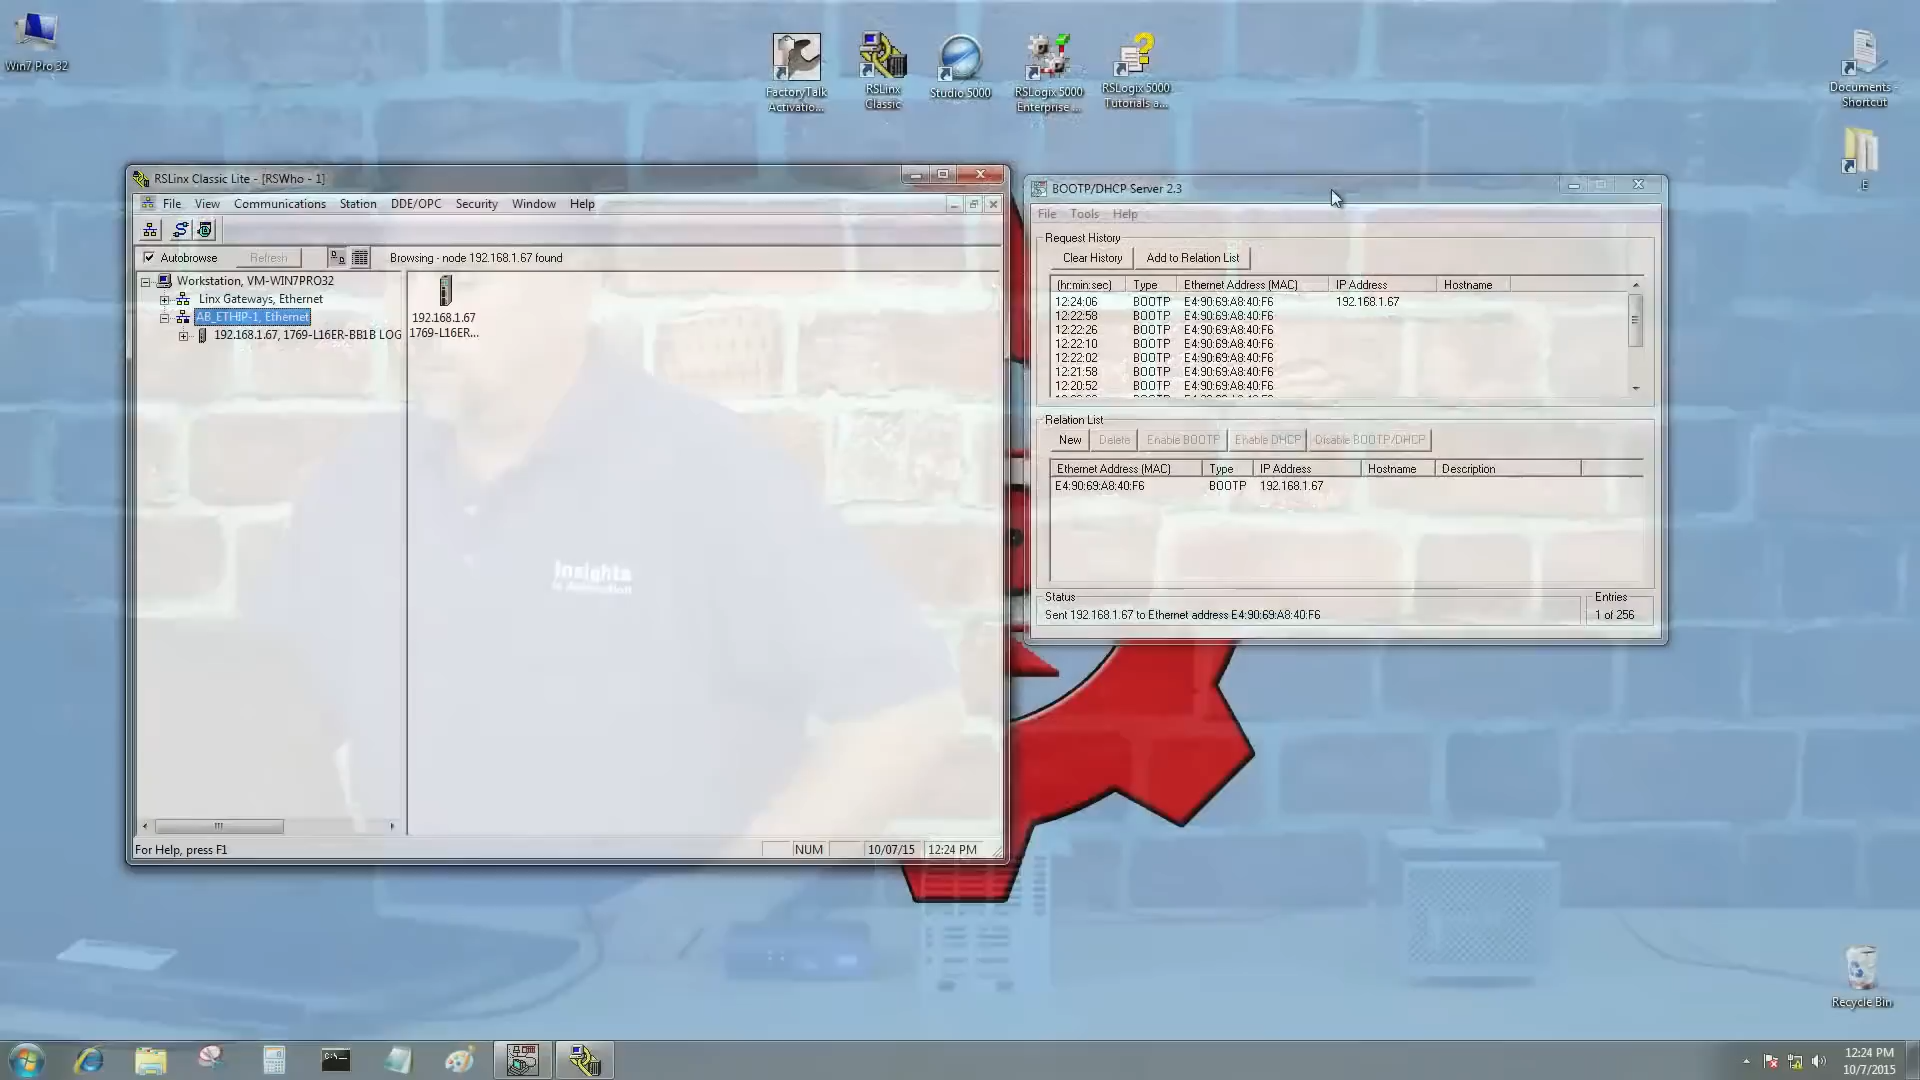 Win7 Pro 32
FactoryTalk
Activatio...
RSLinx
Classic
Studio 5000
RSLogix 5000
Enterprise ...
RSLogix 5000
Tutorials a...
Documents -
Shortcut
E
RSLinx Classic Lite - [RSWho - 1]
File View Communications Station DDE/OPC Security Window Help
Autobrowse Refresh Browsing - node 192.168.1.67 found
Workstation, VM-WIN7PRO32
Linx Gateways, Ethernet
AB_ETHIP-1, Ethernet
192.168.1.67, 1769-L16ER-BB1B LOG
192.168.1.67
1769-L16ER...
Insights
in Automation
For Help, press F1
NUM 10/07/15 12:24 PM
BOOTP/DHCP Server 2.3
File Tools Help
Request History
Clear History Add to Relation List
(hr:min:sec) Type Ethernet Address (MAC) IP Address Hostname
12:24:06 BOOTP E4:90:69:A8:40:F6 192.168.1.67
12:22:58 BOOTP E4:90:69:A8:40:F6
12:22:26 BOOTP E4:90:69:A8:40:F6
12:22:10 BOOTP E4:90:69:A8:40:F6
12:22:02 BOOTP E4:90:69:A8:40:F6
12:21:58 BOOTP E4:90:69:A8:40:F6
12:20:52 BOOTP E4:90:69:A8:40:F6
Relation List
New Delete Enable BOOTP Enable DHCP Disable BOOTP/DHCP
Ethernet Address (MAC) Type IP Address Hostname Description
E4:90:69:A8:40:F6 BOOTP 192.168.1.67
Status
Sent 192.168.1.67 to Ethernet address E4:90:69:A8:40:F6
Entries
1 of 256
Recycle Bin
C:\
12:24 PM
10/7/2015